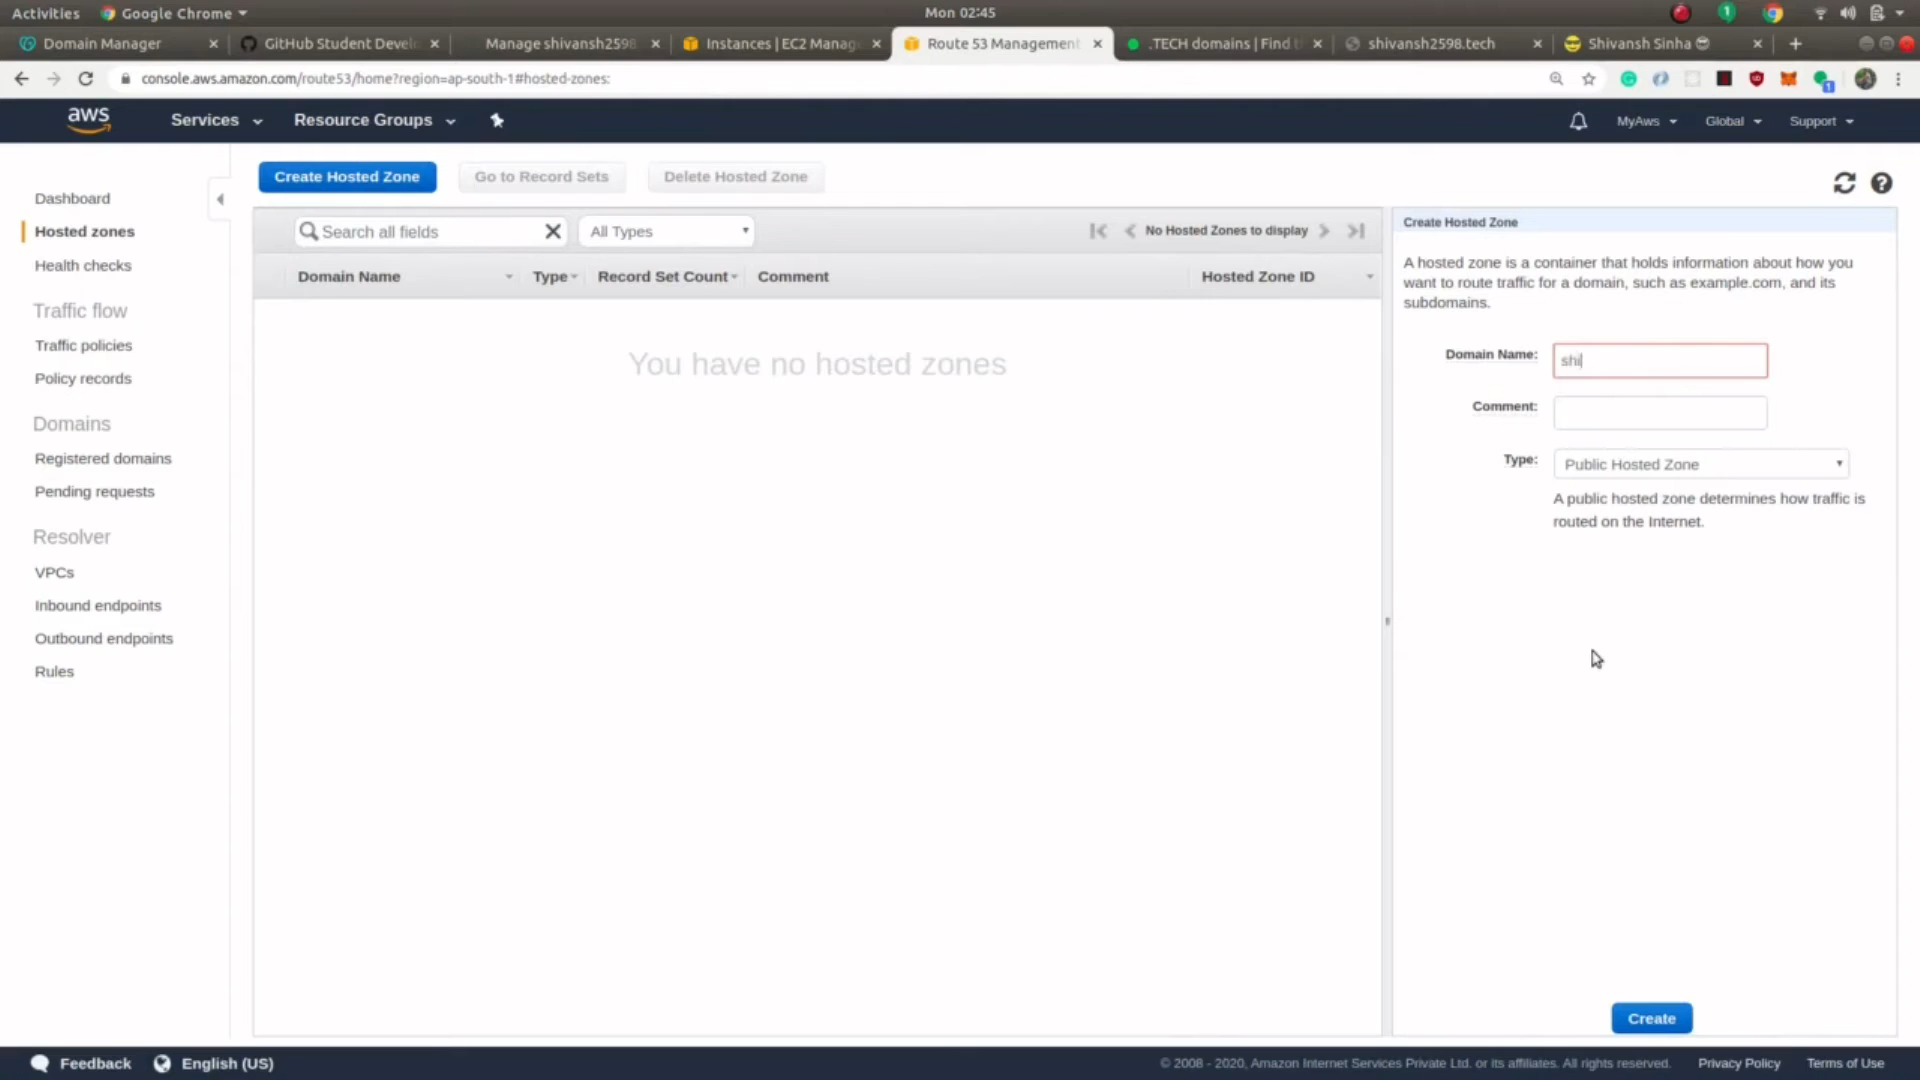 Activities
Google Chrome
Mon 02:45
1
Domain Manager
GitHub Student Devel
Manage shivansh2598
Instances | EC2 Manag
Route 53 Management
.TECH domains | Find t
shivansh2598.tech
Shivansh Sinha
console.aws.amazon.com/route53/home?region=ap-south-1#hosted-zones:
1
aws
Services
Resource Groups
MyAws
Global
Support
Dashboard
Hosted zones
Health checks
Traffic flow
Traffic policies
Policy records
Domains
Registered domains
Pending requests
Resolver
VPCs
Inbound endpoints
Outbound endpoints
Rules
Create Hosted Zone
Go to Record Sets
Delete Hosted Zone
Search all fields
All Types
No Hosted Zones to display
Domain Name
Type
Record Set Count
Comment
Hosted Zone ID
You have no hosted zones
Create Hosted Zone
A hosted zone is a container that holds information about how you
want to route traffic for a domain, such as example.com, and its
subdomains.
Domain Name: shi
Comment:
Type: Public Hosted Zone
A public hosted zone determines how traffic is
routed on the Internet.
Create
Feedback
English (US)
© 2008 - 2020, Amazon Internet Services Private Ltd. or its affiliates. All rights reserved.
Privacy Policy
Terms of Use